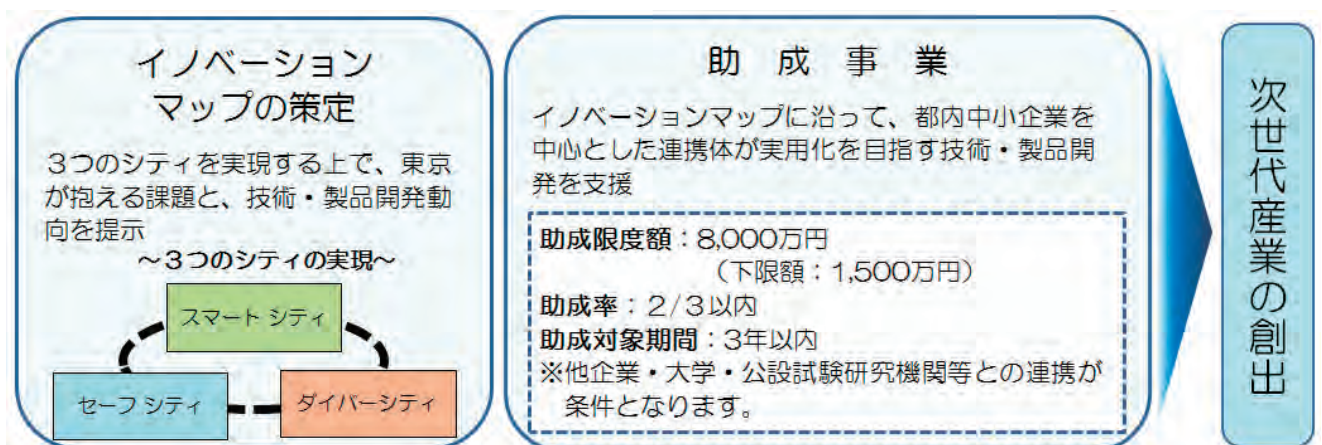 イノベーション
マップの策定
3つのシティを実現する上で、東京
が抱える課題と、技術・製品開発動
向を提示
～3つのシティの実現～
スマート シティ
セーフ シティ
ダイバーシティ
助 成 事 業
イノベーションマップに沿って、都内中小企業を
中心とした連携体が実用化を目指す技術・製品開
発を支援
助成限度額：8,000万円
（下限額：1,500万円）
助成率：2/3以内
助成対象期間：3年以内
※他企業・大学・公設試験研究機関等との連携が
条件となります。
次世代産業の創出